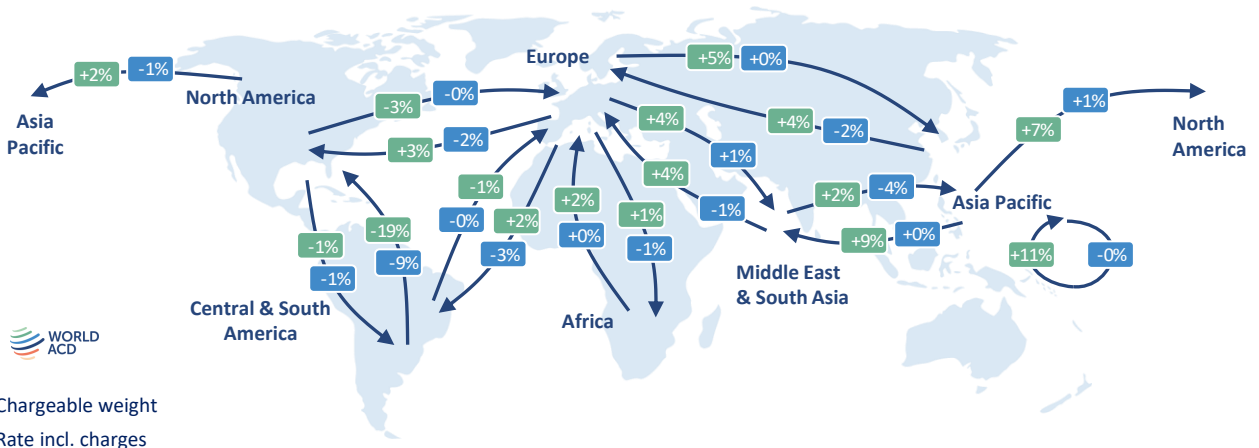 Europe
+5%
+0%
+2%
-1%
North America
Asia
Pacific
-3%
-0%
+3%
-2%
+4%
+1%
+4%
-2%
+4%
-1%
+7%
+1%
North
America
+2%
-4%
Asia Pacific
+9%
+0%
+11%
-0%
-1%
-0%
+2%
-3%
+2%
+0%
+1%
-1%
-1%
-1%
-19%
-9%
Middle East
& South Asia
Central & South
America
Africa
WORLD
ACD
Chargeable weight
Rate incl. charges